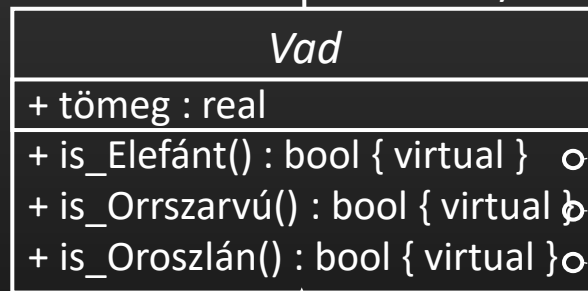 Vad
+ tömeg : real
+ is_Elefánt() : bool { virtual }
+ is_Orrszarvú() : bool { virtual }
+ is_Oroszlán() : bool { virtual }